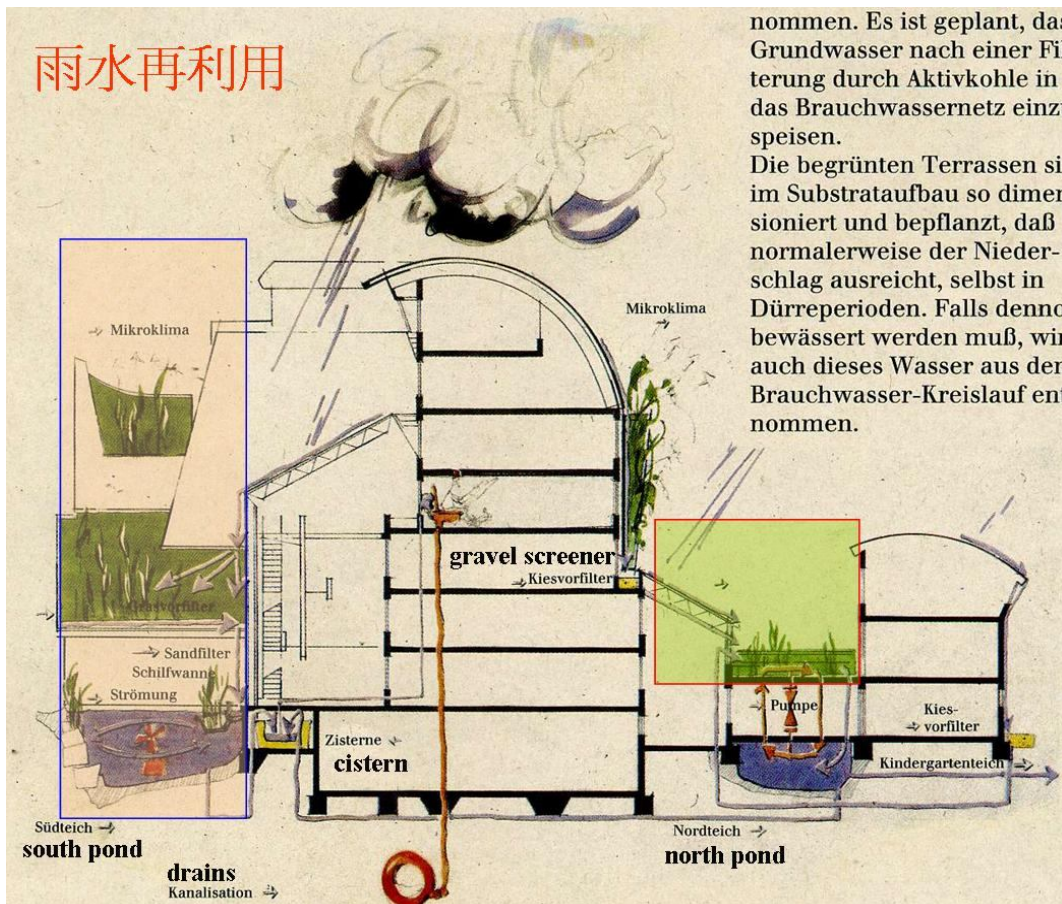 雨水再利用
nommen. Es ist geplant, das
Grundwasser nach einer Fil
terung durch Aktivkohle in
das Brauchwassernetz einz
speisen.
Die begrünten Terrassen si
im Substrataufbau so dimen
sioniert und bepflanzt, daß
normalerweise der Nieder-
schlag ausreicht, selbst in
Dürreperioden. Falls denno
bewässert werden muß, wir
auch dieses Wasser aus dem
Brauchwasser-Kreislauf ent
nommen.
Mikroklima
Mikroklima
gravel screener
Kiesvorfilter
Grasvorfilter
Sandfilter
Schilfwanne
Strömung
Pumpe
Kies-
vorfilter
Zisterne
cistern
Kindergartenteich
Südteich
south pond
Nordteich
north pond
drains
Kanalisation